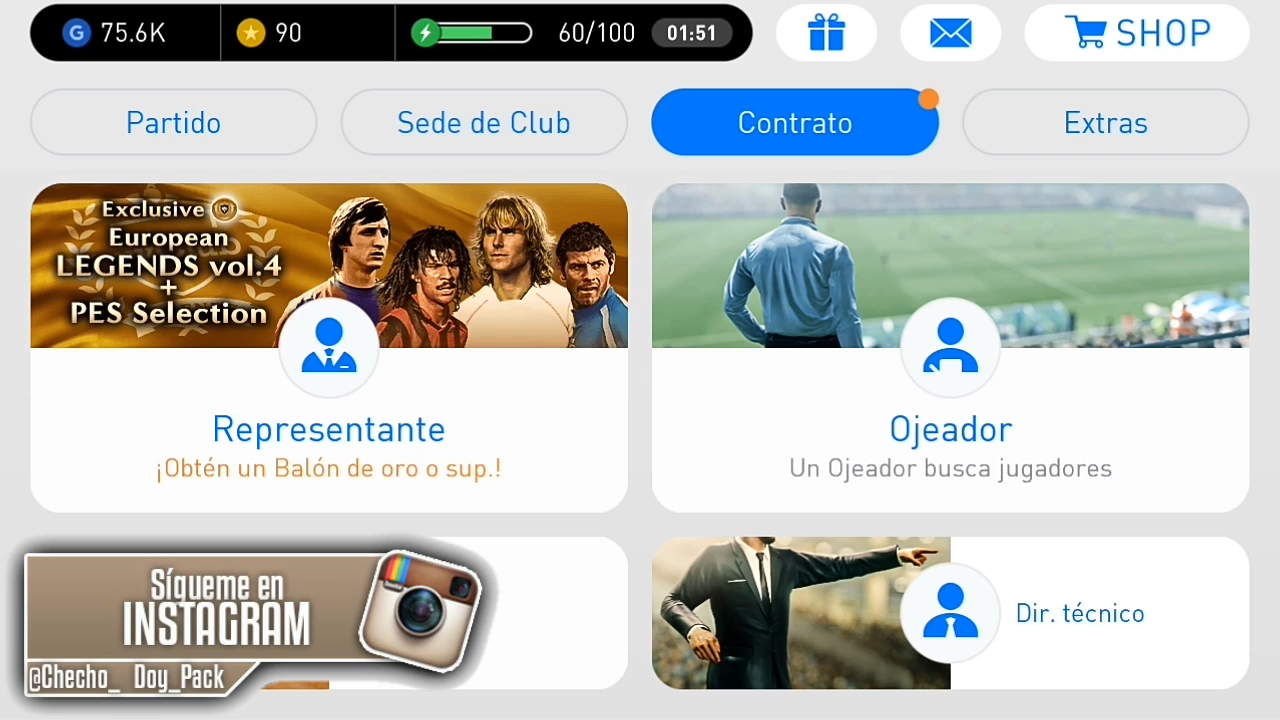 75.6K
90
60/100
01:51
SHOP
Partido
Sede de Club
Contrato
Extras
Exclusive
European
LEGENDS vol.4
+
PES Selection
Representante
¡Obtén un Balón de oro o sup.!
Ojeador
Un Ojeador busca jugadores
Síqueme en
INSTAGRAM
@Checho_ Doy_Pack
Dir. técnico